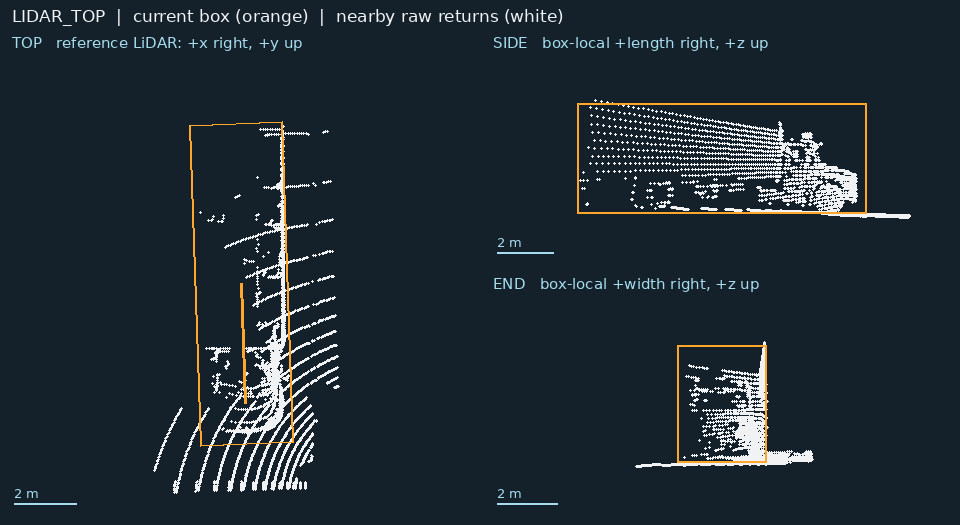 LIDAR_TOP | current box (orange) | nearby raw returns (white)
TOP reference LiDAR: +x right, +y up
SIDE box-local +length right, +z up
2 m
END box-local +width right, +z up
2 m
2 m